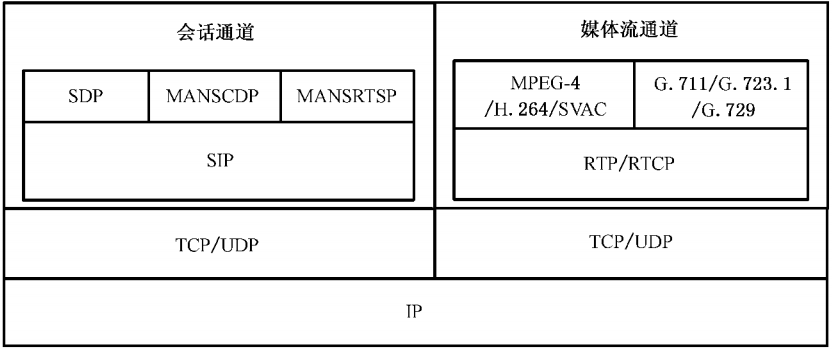 会话通道
媒体流通道
SDP
MANSCDP
MANSRTSP
MPEG-4
/H.264/SVAC
G.711/G.723.1
/G.729
SIP
RTP/RTCP
TCP/UDP
TCP/UDP
IP